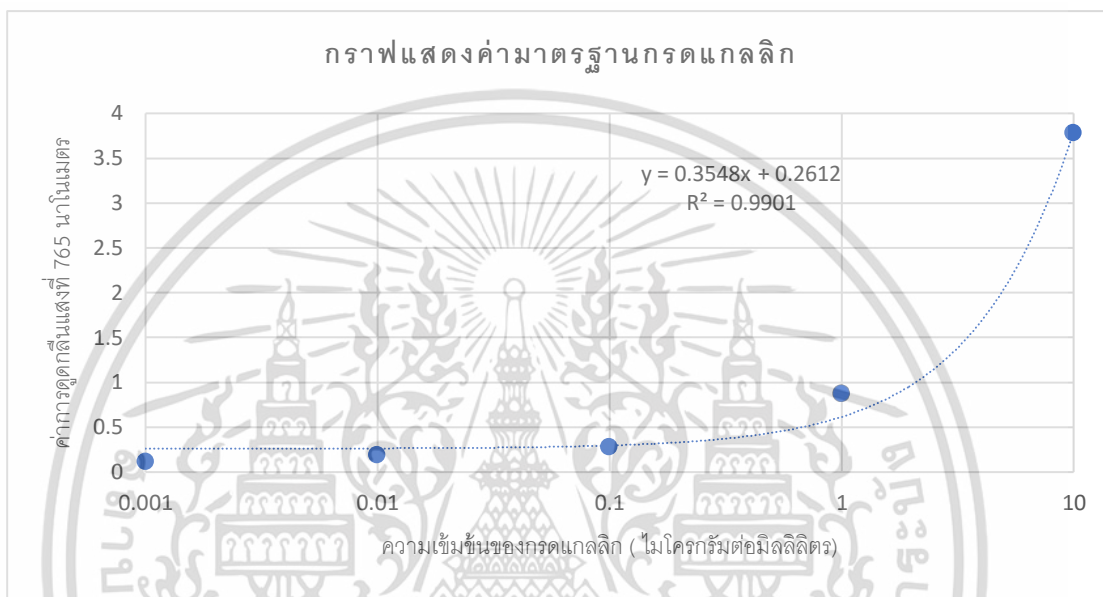 กราฟแสดงค่ามาตรฐานกรดแกลลิก
ค่าการดูดกลืนแสงที่ 765 นาโนเมตร
4
3.5
3
2.5
2
1.5
1
0.5
0
y = 0.3548x + 0.2612
R² = 0.9901
0.001
0.01
0.1
1
10
ความเข้มข้นของกรดแกลลิก ( ไมโครกรัมต่อมิลลิลิตร)